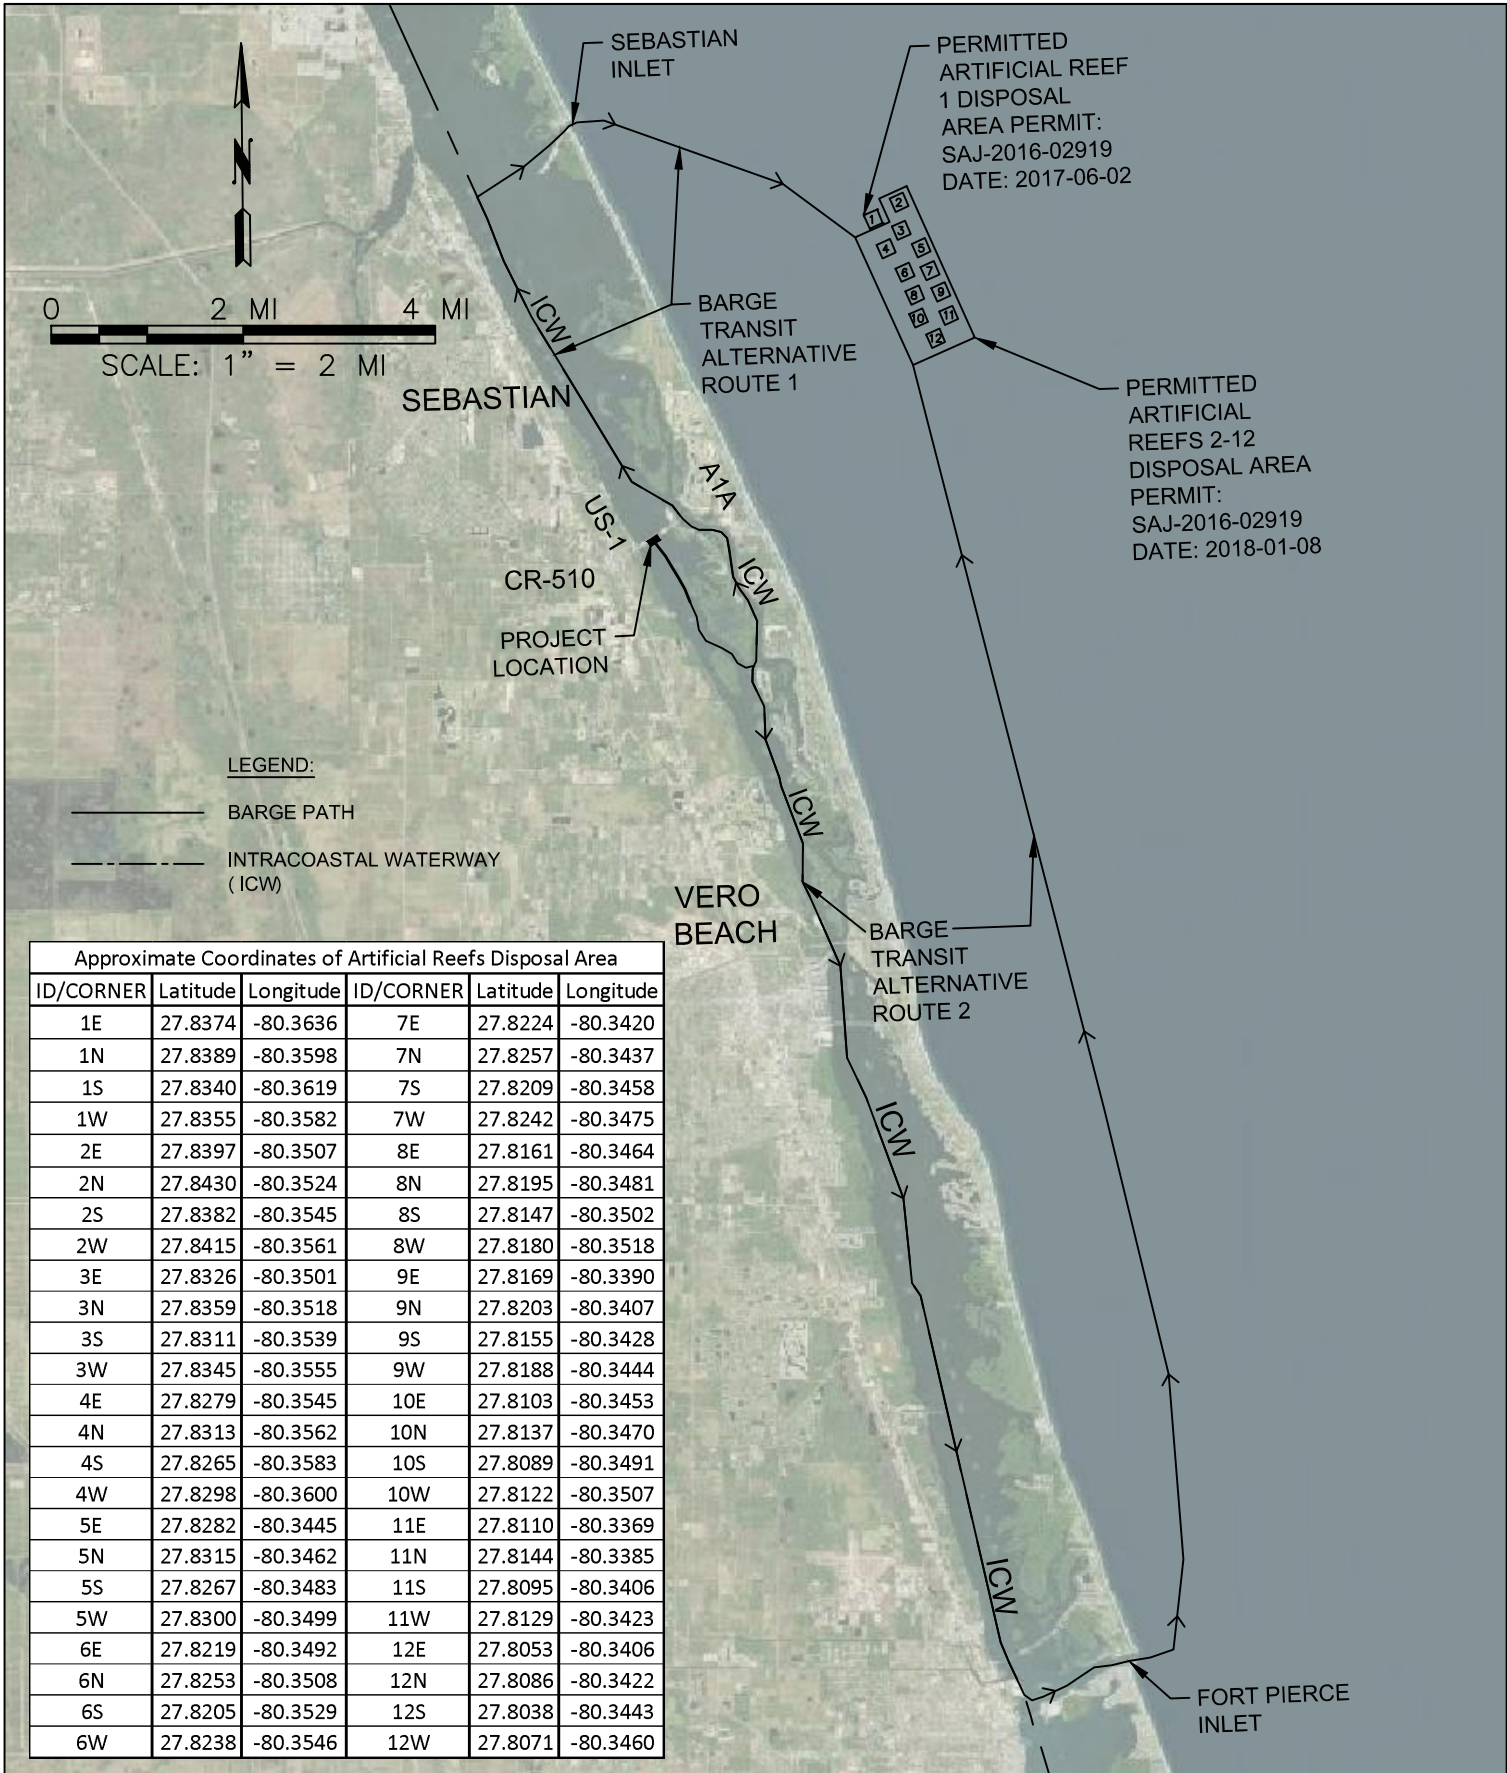 SEBASTIAN
INLET
PERMITTED
ARTIFICIAL REEF
1 DISPOSAL
AREA PERMIT:
SAJ-2016-02919
DATE: 2017-06-02
N
1
2
3
4
5
6
7
8
9
10
11
12
0 2 MI 4 MI
SCALE: 1" = 2 MI
ICW
BARGE
TRANSIT
ALTERNATIVE
ROUTE 1
SEBASTIAN
PERMITTED
ARTIFICIAL
REEFS 2-12
DISPOSAL AREA
PERMIT:
SAJ-2016-02919
DATE: 2018-01-08
A1A
US-1
CR-510
ICW
PROJECT
LOCATION
LEGEND:
BARGE PATH
INTRACOASTAL WATERWAY
( ICW)
ICW
VERO
BEACH
BARGE
TRANSIT
ALTERNATIVE
ROUTE 2
Approximate Coordinates of Artificial Reefs Disposal Area
ID/CORNER Latitude Longitude ID/CORNER Latitude Longitude
1E 27.8374 -80.3636 7E 27.8224 -80.3420
1N 27.8389 -80.3598 7N 27.8257 -80.3437
1S 27.8340 -80.3619 7S 27.8209 -80.3458
1W 27.8355 -80.3582 7W 27.8242 -80.3475
2E 27.8397 -80.3507 8E 27.8161 -80.3464
2N 27.8430 -80.3524 8N 27.8195 -80.3481
2S 27.8382 -80.3545 8S 27.8147 -80.3502
2W 27.8415 -80.3561 8W 27.8180 -80.3518
3E 27.8326 -80.3501 9E 27.8169 -80.3390
3N 27.8359 -80.3518 9N 27.8203 -80.3407
3S 27.8311 -80.3539 9S 27.8155 -80.3428
3W 27.8345 -80.3555 9W 27.8188 -80.3444
4E 27.8279 -80.3545 10E 27.8103 -80.3453
4N 27.8313 -80.3562 10N 27.8137 -80.3470
4S 27.8265 -80.3583 10S 27.8089 -80.3491
4W 27.8298 -80.3600 10W 27.8122 -80.3507
5E 27.8282 -80.3445 11E 27.8110 -80.3369
5N 27.8315 -80.3462 11N 27.8144 -80.3385
5S 27.8267 -80.3483 11S 27.8095 -80.3406
5W 27.8300 -80.3499 11W 27.8129 -80.3423
6E 27.8219 -80.3492 12E 27.8053 -80.3406
6N 27.8253 -80.3508 12N 27.8086 -80.3422
6S 27.8205 -80.3529 12S 27.8038 -80.3443
6W 27.8238 -80.3546 12W 27.8071 -80.3460
ICW
ICW
FORT PIERCE
INLET